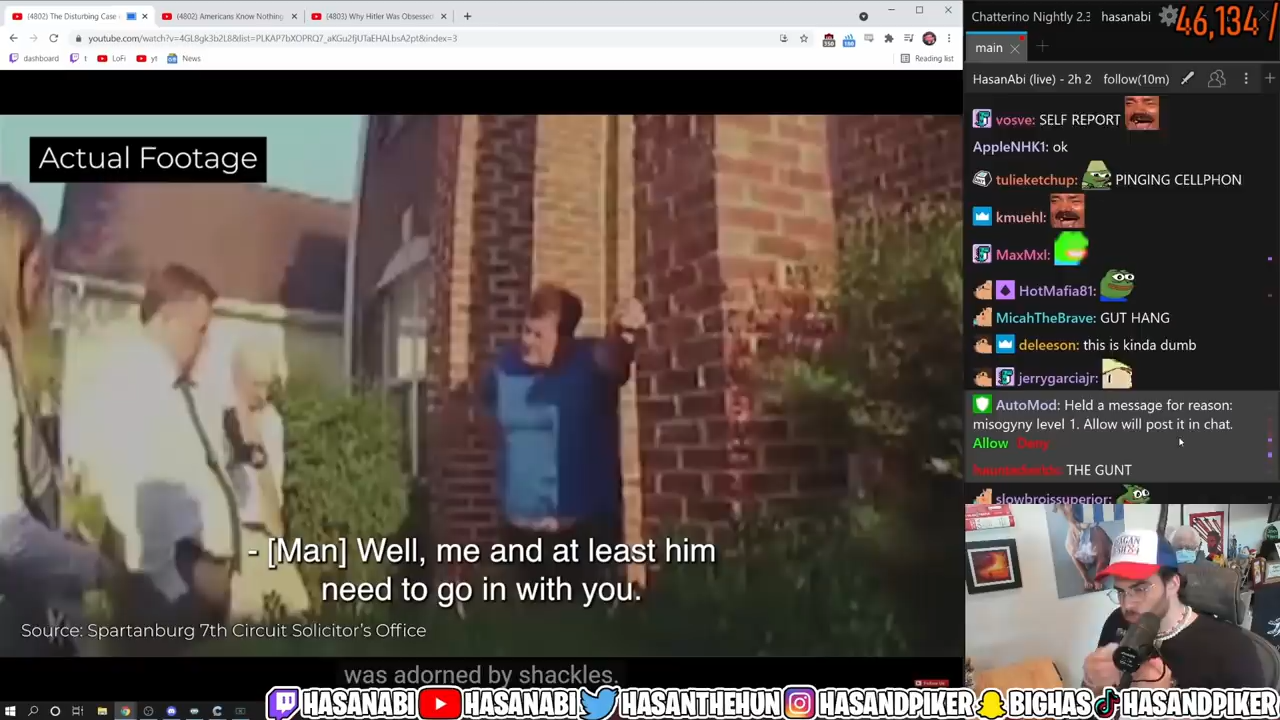 (4802) The Disturbing Case
(4802) Americans Know Nothing
(4803) Why Hitler Was Obsessed
youtube.com/watch?v=4GL8gk3b2L8&list=PLKAP7bXOPRQ7_aKGu2fjUTaEHALbsA2pt&index=3
dashboard
t
LoFi
yt
News
Reading list
Actual Footage
- [Man] Well, me and at least him
need to go in with you.
Source: Spartanburg 7th Circuit Solicitor's Office
was adorned by shackles.
Chatterino Nightly 2.3
hasanabi
46,134 /
main
HasanAbi (live) - 2h 2
follow(10m)
vosve: SELF REPORT
AppleNHK1: ok
tulieketchup: PINGING CELLPHON
kmuehl:
MaxMxl:
HotMafia81:
MicahTheBrave: GUT HANG
deleeson: this is kinda dumb
jerrygarciajr:
AutoMod: Held a message for reason:
misogyny level 1. Allow will post it in chat.
Allow Deny
THE GUNT
slowbroissuperior:
HASANABI
HASANABI
HASANTHEHUN
HASANDPIKER
BIGHAS
HASANDPIKER